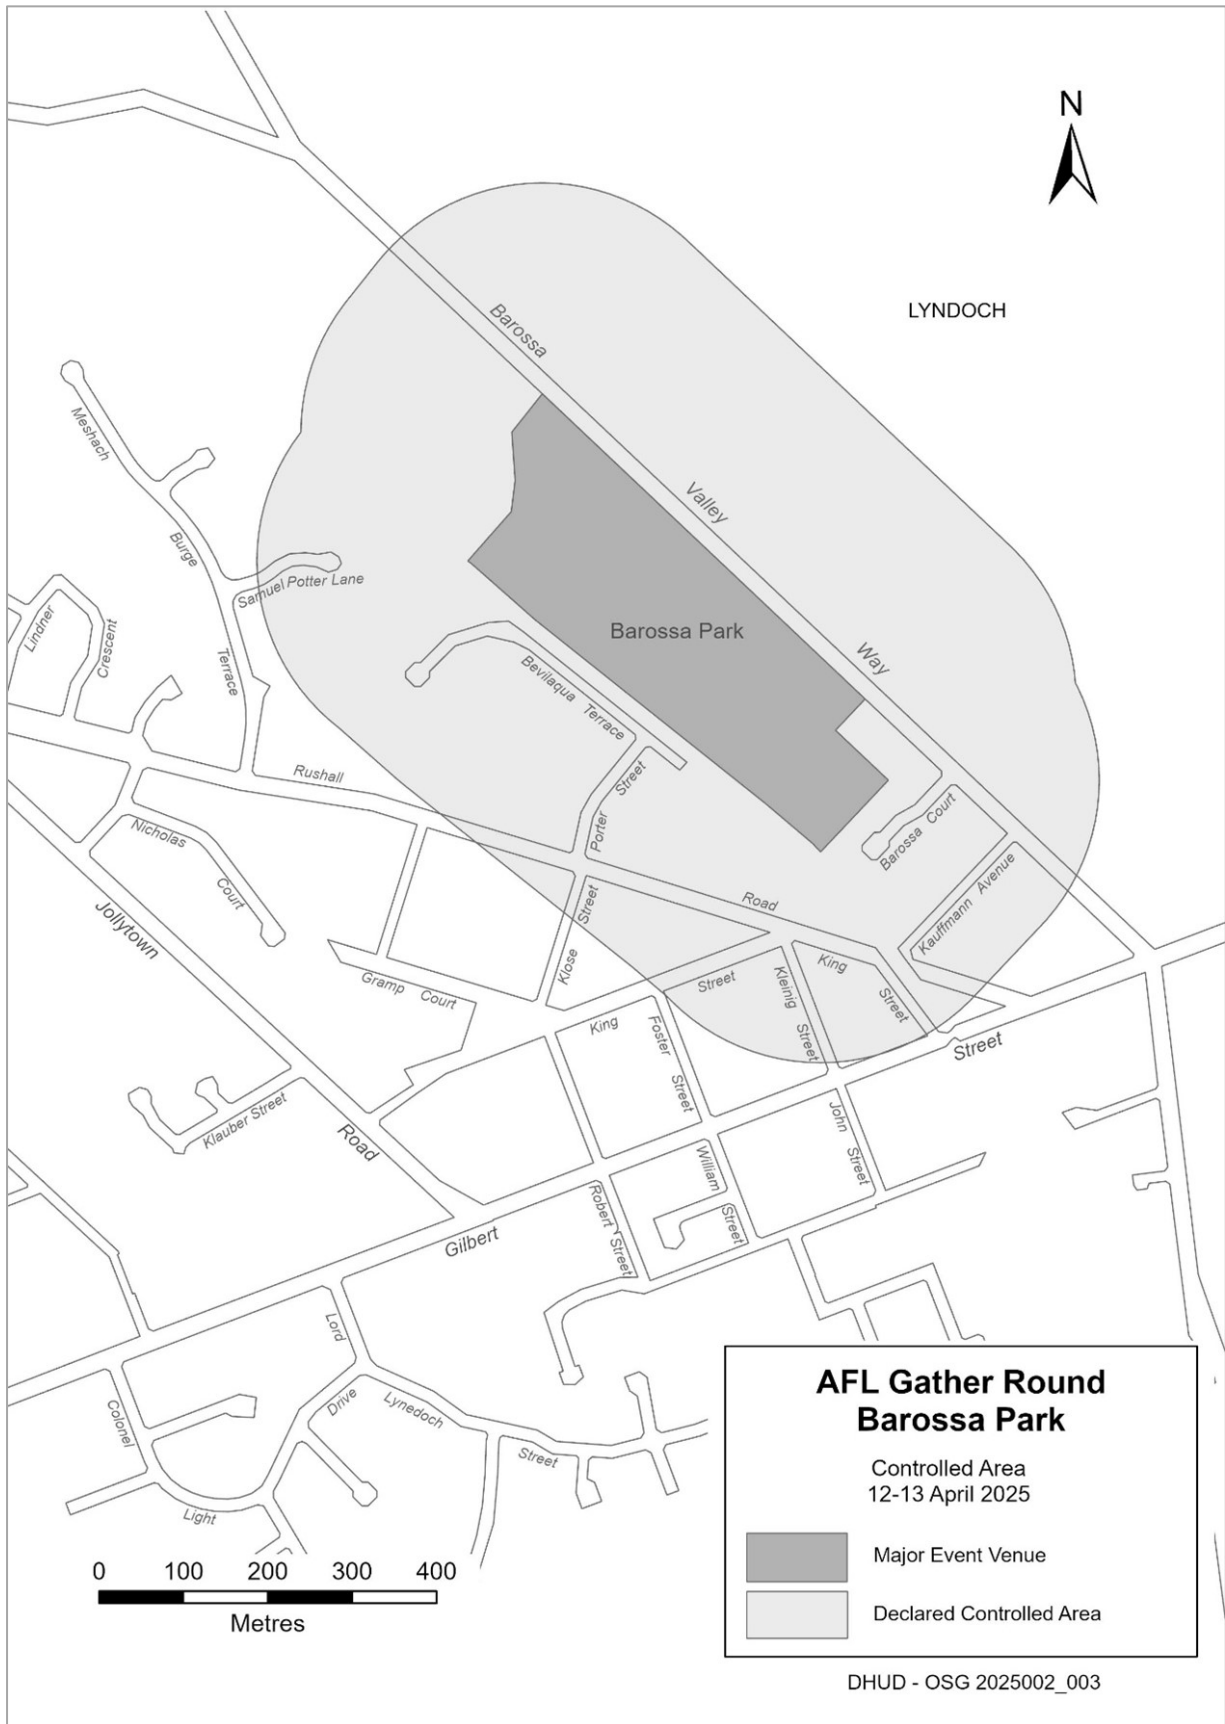 N
LYNDOCH
Barossa
Valley
Way
Barossa Park
Meshach
Burge
Terrace
Samuel Potter Lane
Lindner
Crescent
Bevilaqua Terrace
Porter Street
Rushall
Road
Barossa Court
Kauffmann Avenue
Nicholas
Court
Jollytown
Road
Klose Street
Gramp Court
King
Street
Kleinig Street
King
Street
Foster Street
Street
Klauber Street
John Street
William
Street
Robert Street
Gilbert
Lord
Drive
Lynedoch
Street
Colonel
Light
0 100 200 300 400
Metres
AFL Gather Round
Barossa Park
Controlled Area
12-13 April 2025
Major Event Venue
Declared Controlled Area
DHUD - OSG 2025002_003